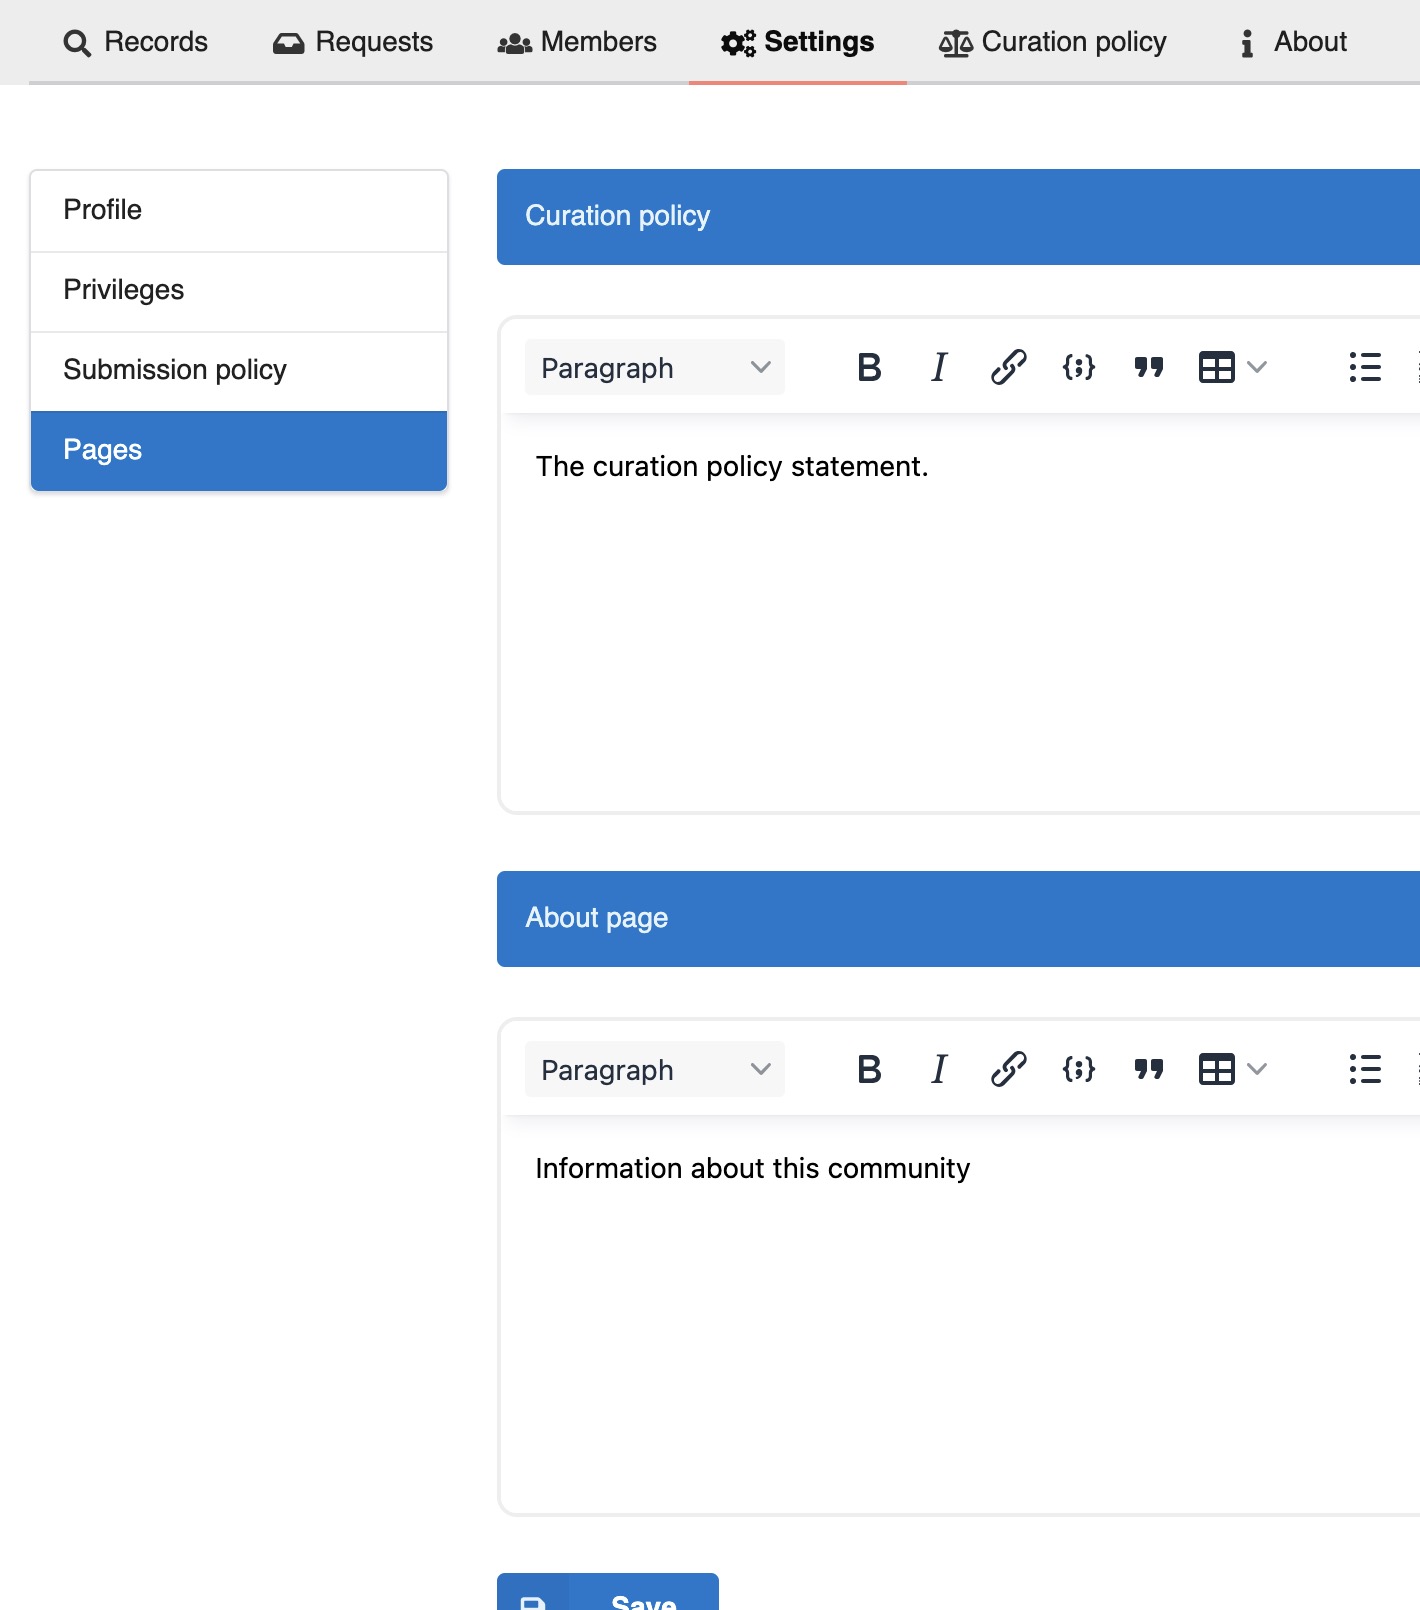 Records Requests Members Settings Curation policy About
Profile
Privileges
Submission policy
Pages
Curation policy
Paragraph
The curation policy statement.
About page
Paragraph
Information about this community
Save